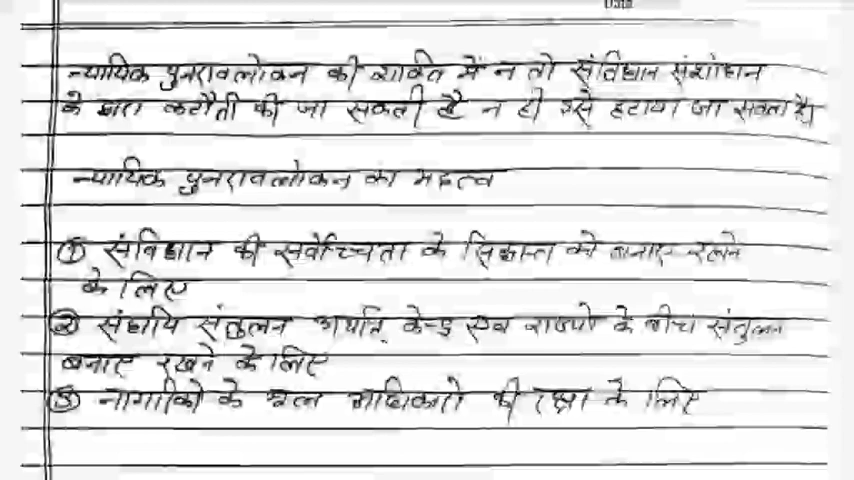 Date
न्यायिक पुनरावलोकन की शक्ति में न तो संविधान संशोधन
के द्वारा कटौती की जा सकती है न ही इसे हटाया जा सकता है।
न्यायिक पुनरावलोकन का महत्व
① संविधान की सर्वोच्चता के सिद्धान्त को बनाए रखने
के लिए
② संघीय संतुलन अर्थात् केन्द्र एवं राज्यों के बीच संतुलन
बनाए रखने के लिए
③ नागरिकों के मूल अधिकारों की रक्षा के लिए